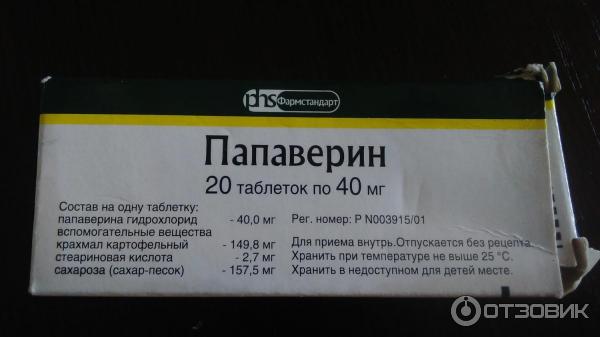 phs Фармстандарт
Папаверин
20 таблеток по 40 мг
Состав на одну таблетку:
папаверина гидрохлорид - 40,0 мг
вспомогательные вещества
крахмал картофельный - 149,8 мг
стеариновая кислота - 2,7 мг
сахароза (сахар-песок) - 157,5 мг
Рег. номер: Р N003915/01
Для приема внутрь.Отпускается без рецепта
Хранить при температуре не выше 25 °С.
Хранить в недоступном для детей месте.
ОТЗОВИК